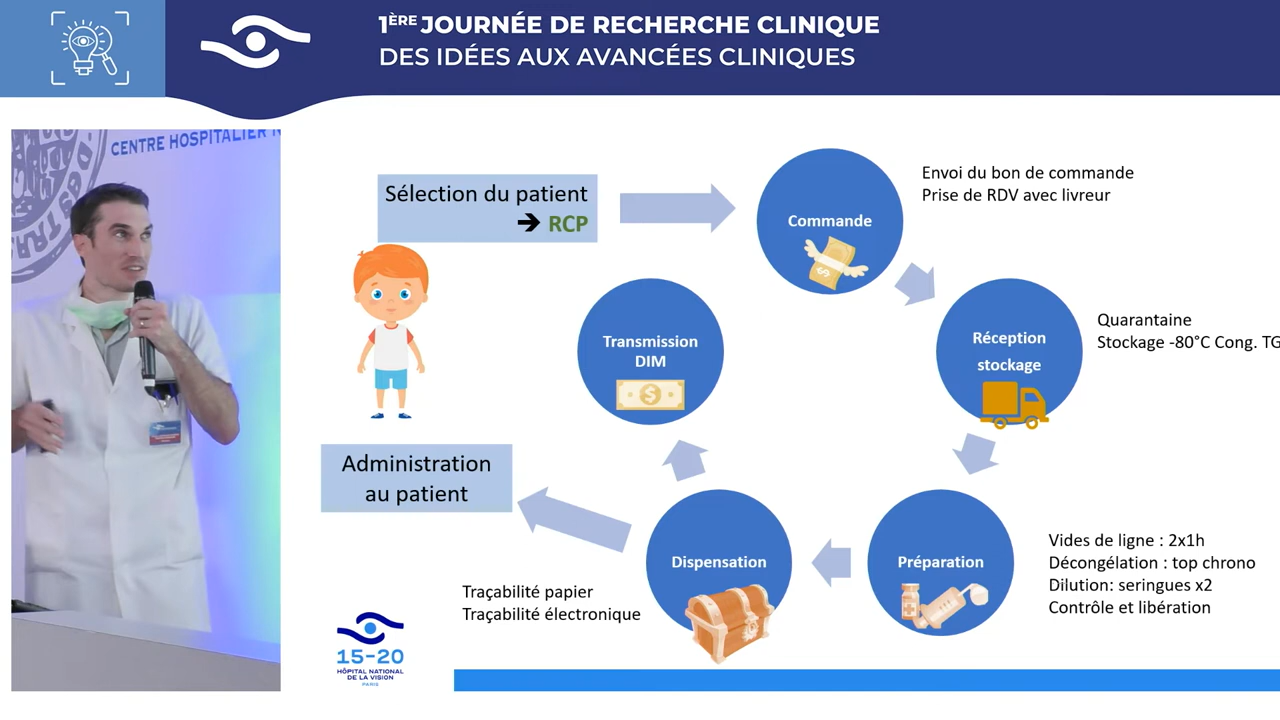 1ÈRE JOURNÉE DE RECHERCHE CLINIQUE
DES IDÉES AUX AVANCÉES CLINIQUES
CENTRE HOSPITALIER N
Sélection du patient
➔ RCP
Commande
Envoi du bon de commande
Prise de RDV avec livreur
Réception
stockage
Quarantaine
Stockage -80°C Cong. TG
Transmission
DIM
Administration
au patient
Dispensation
Traçabilité papier
Traçabilité électronique
Préparation
Vides de ligne : 2x1h
Décongélation : top chrono
Dilution: seringues x2
Contrôle et libération
15-20
HÔPITAL NATIONAL
DE LA VISION
PARIS